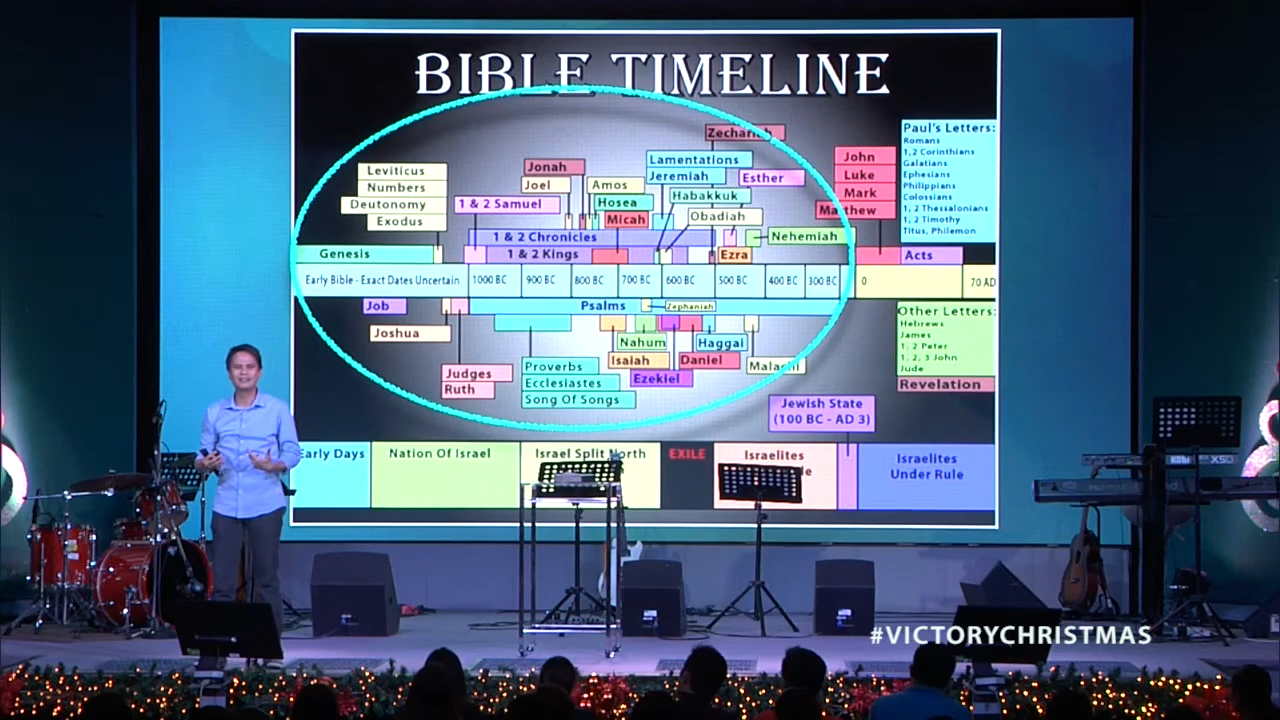 BIBLE TIMELINE
Zechariah
Paul's Letters:
Romans
1, 2 Corinthians
Galatians
Ephesians
Philippians
Colossians
1, 2 Thessalonians
1, 2 Timothy
Titus, Philemon
John
Luke
Mark
Matthew
Lamentations
Jeremiah
Esther
Habakkuk
Obadiah
Nehemiah
Jonah
Joel
Amos
Hosea
Micah
Leviticus
Numbers
Deutonomy
Exodus
1 & 2 Samuel
1 & 2 Chronicles
1 & 2 Kings
Ezra
Genesis
Acts
Early Bible - Exact Dates Uncertain
1000 BC
900 BC
800 BC
700 BC
600 BC
500 BC
400 BC
300 BC
0
70 AD
Job
Psalms
Zephaniah
Joshua
Nahum
Haggai
Isaiah
Daniel
Malachi
Ezekiel
Judges
Ruth
Proverbs
Ecclesiastes
Song Of Songs
Other Letters:
Hebrews
James
1, 2 Peter
1, 2, 3 John
Jude
Revelation
Jewish State
(100 BC - AD 3)
Early Days
Nation Of Israel
Israel Split North
EXILE
Israelites
Israelites
Under Rule
#VICTORYCHRISTMAS